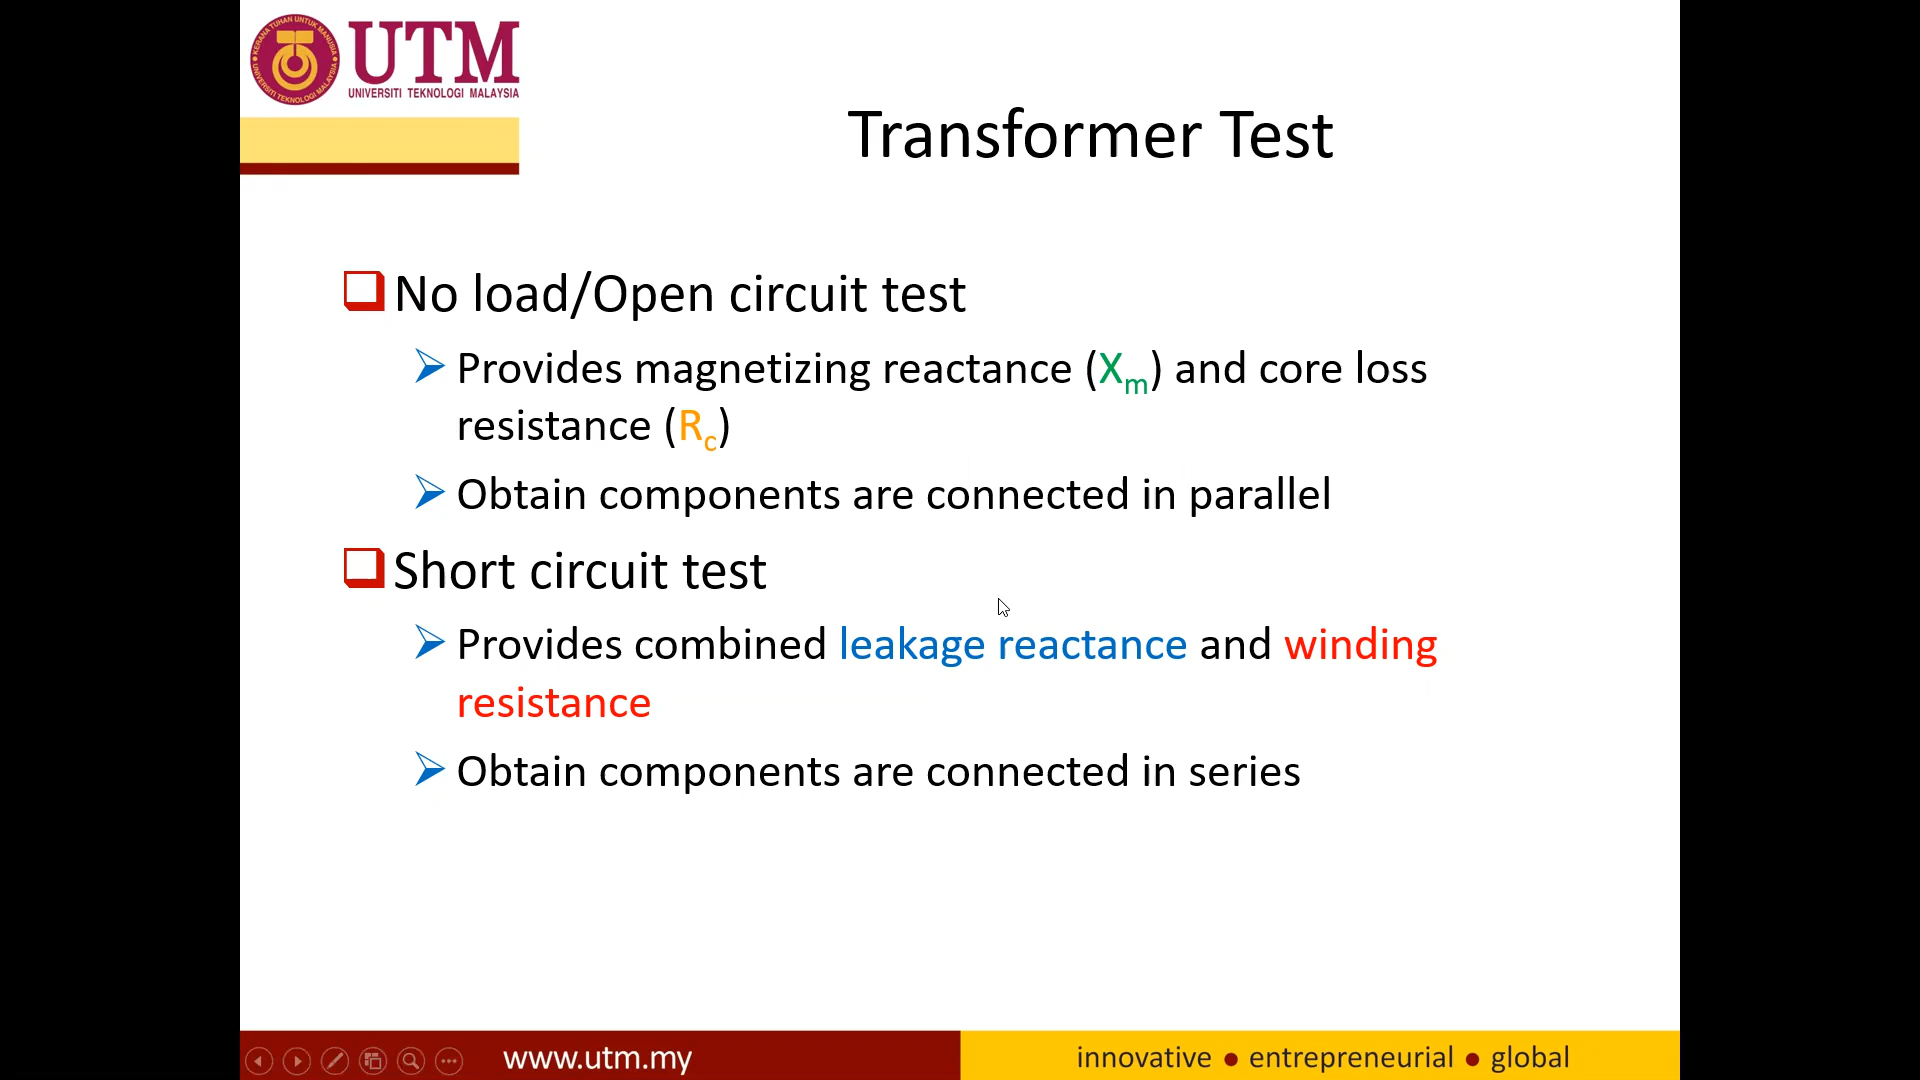 UTM
UNIVERSITI TEKNOLOGI MALAYSIA
Transformer Test
No load/Open circuit test
Provides magnetizing reactance (Xm) and core loss
resistance (Rc)
Obtain components are connected in parallel
Short circuit test
Provides combined leakage reactance and winding
resistance
Obtain components are connected in series
www.utm.my
innovative ● entrepreneurial ● global